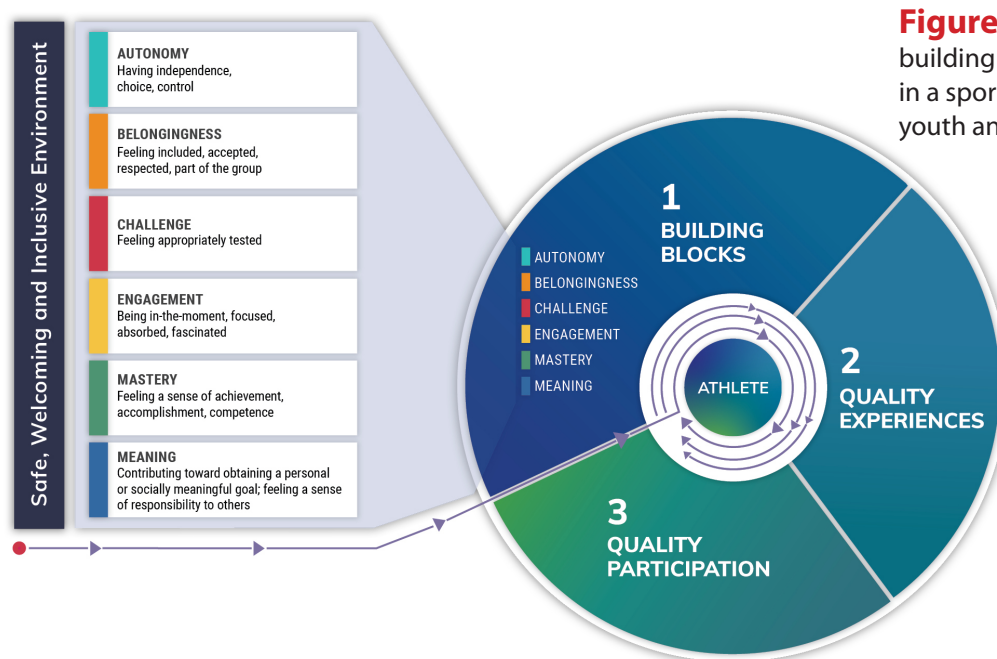 Safe, Welcoming and Inclusive Environment
AUTONOMY
Having independence,
choice, control
BELONGINGNESS
Feeling included, accepted,
respected, part of the group
CHALLENGE
Feeling appropriately tested
ENGAGEMENT
Being in-the-moment, focused,
absorbed, fascinated
MASTERY
Feeling a sense of achievement,
accomplishment, competence
MEANING
Contributing toward obtaining a personal
or socially meaningful goal; feeling a sense
of responsibility to others
Figure
building
in a spor
youth an
1
BUILDING
BLOCKS
AUTONOMY
BELONGINGNESS
CHALLENGE
ENGAGEMENT
MASTERY
MEANING
ATHLETE
2
QUALITY
EXPERIENCES
3
QUALITY
PARTICIPATION